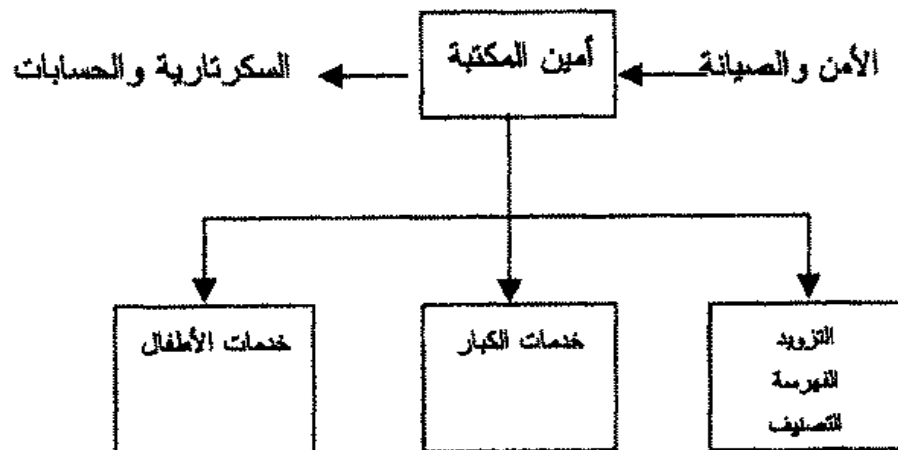 الأمن والصيانة
أمين المكتبة
السكرتارية والحسابات
التزويد
الفهرسة
التصنيف
خدمات الكبار
خدمات الأطفال